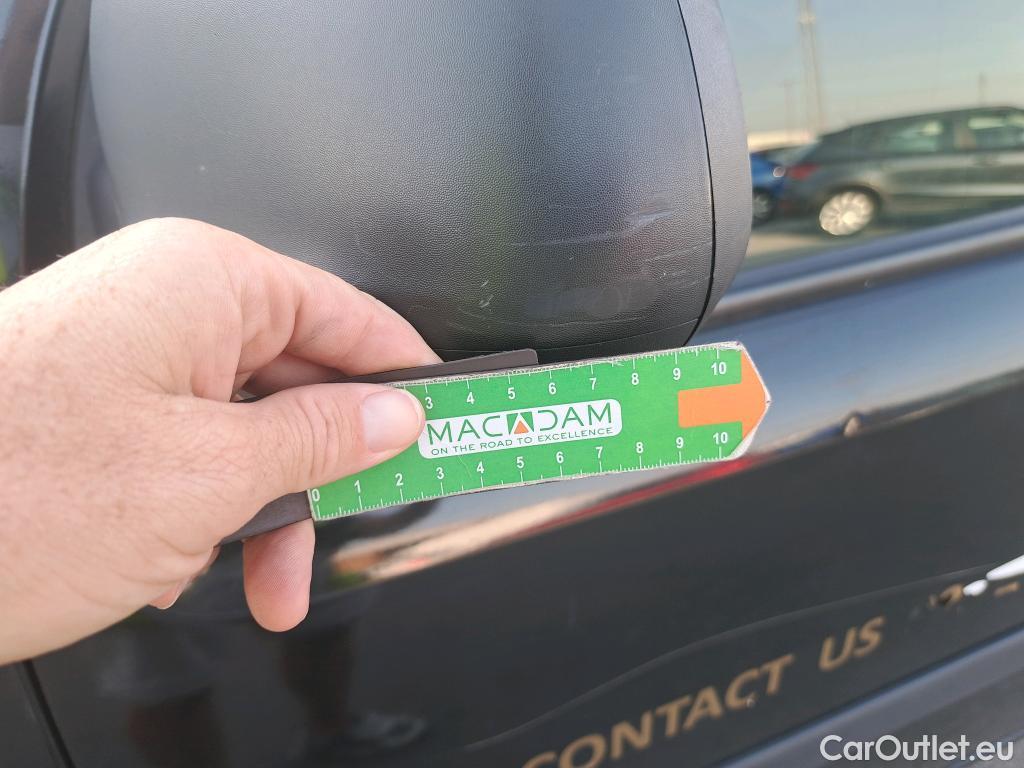 3 4 5 6 7 8 9 10
MACADAM
ON THE ROAD TO EXCELLENCE
0 1 2 3 4 5 6 7 8 9 10
CONTACT US
CarOutlet.eu